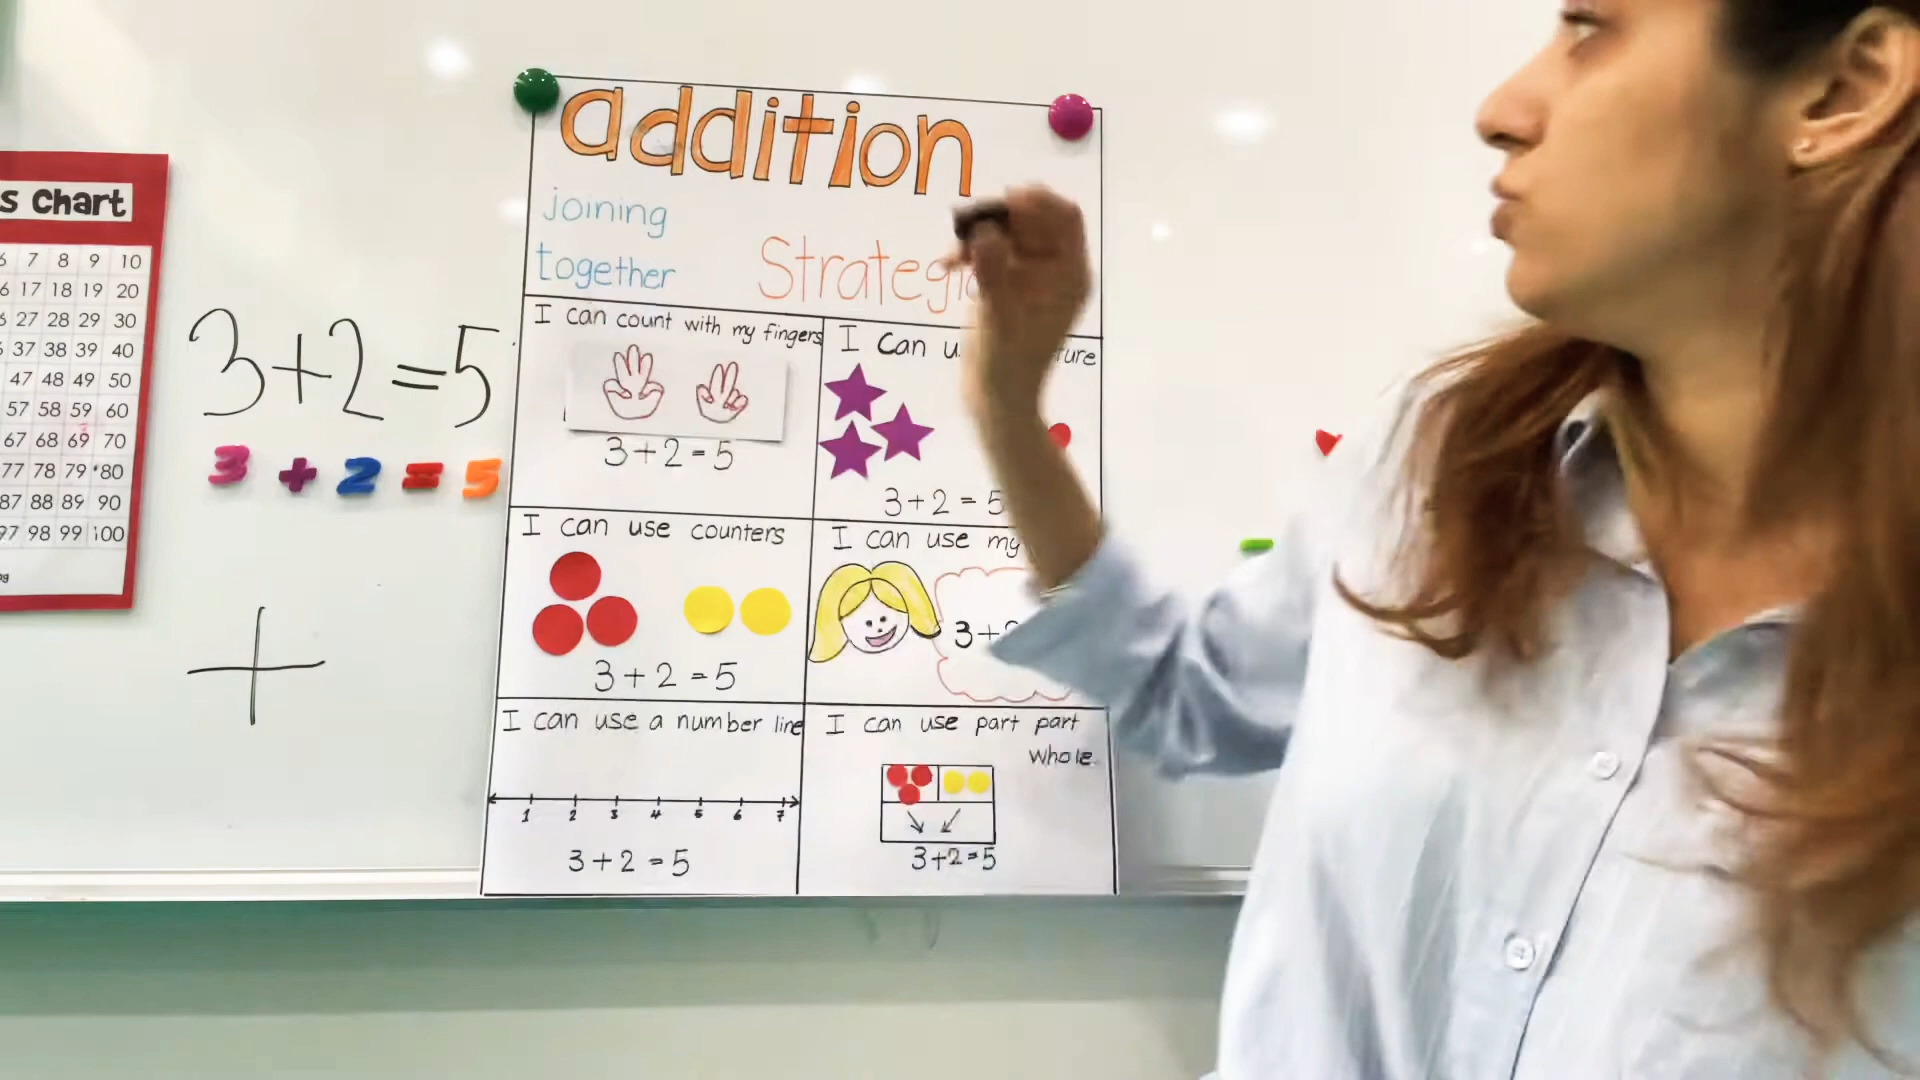 s Chart
6 7 8 9 10
6 17 18 19 20
6 27 28 29 30
37 38 39 40
47 48 49 50
57 58 59 60
67 68 69 70
77 78 79 80
87 88 89 90
97 98 99 100
3+2=5
3+2=5
+
addition
joining
together
Strategi
I can count with my fingers
3+2=5
I can u ture
3+2=5
I can use counters
3+2=5
I can use my
3+
I can use a number line
1 2 3 4 5 6 7
3+2=5
I can use part part
whole.
3+2=5